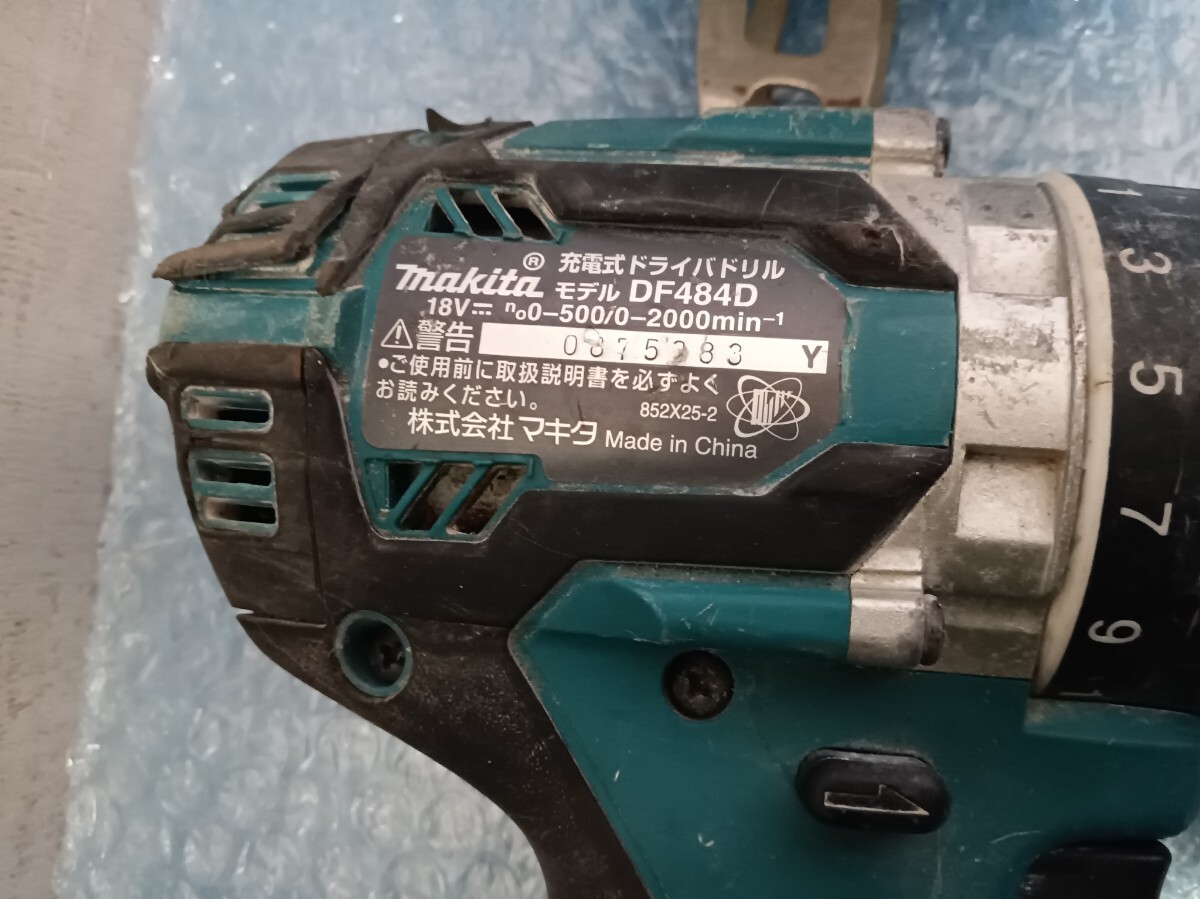 makita® 充電式ドライバドリル
モデル DF484D
18V⎓ n₀0-500/0-2000min⁻¹
⚠警告
Y
•ご使用前に取扱説明書を必ずよく
お読みください。
852X25-2
株式会社マキタ Made in China
1
3
5
7
9